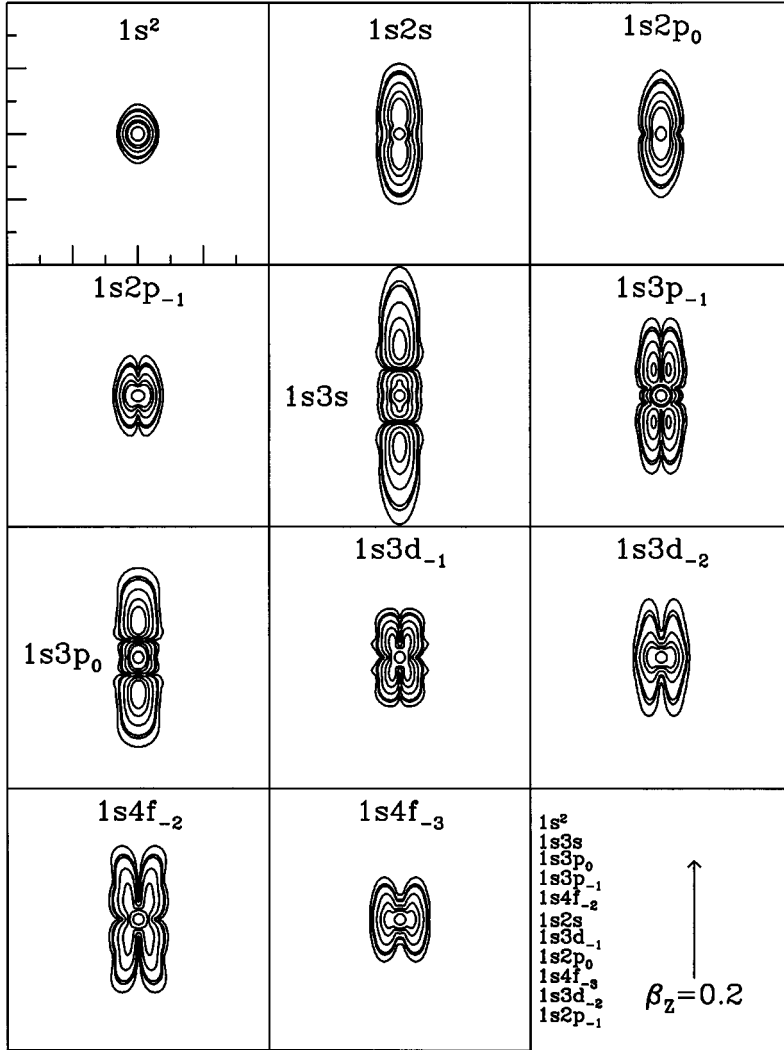 1s²
1s2s
1s2p₀
1s2p₋₁
1s3s
1s3p₋₁
1s3p₀
1s3d₋₁
1s3d₋₂
1s4f₋₂
1s4f₋₃
1s²
1s3s
1s3p₀
1s3p₋₁
1s4f₋₂
1s2s
1s3d₋₁
1s2p₀
1s4f₋₃
1s3d₋₂
1s2p₋₁
β_Z=0.2